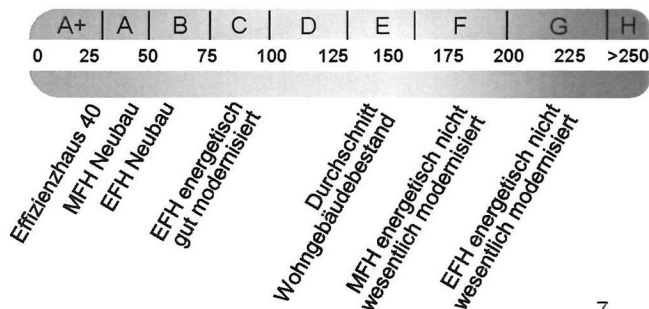 A+ A B C D E F G H
0 25 50 75 100 125 150 175 200 225 >250
Effizienzhaus 40
MFH Neubau
EFH Neubau
EFH energetisch
gut modernisiert
Durchschnitt
Wohngebäudebestand
MFH energetisch nicht
wesentlich modernisiert
EFH energetisch nicht
wesentlich modernisiert